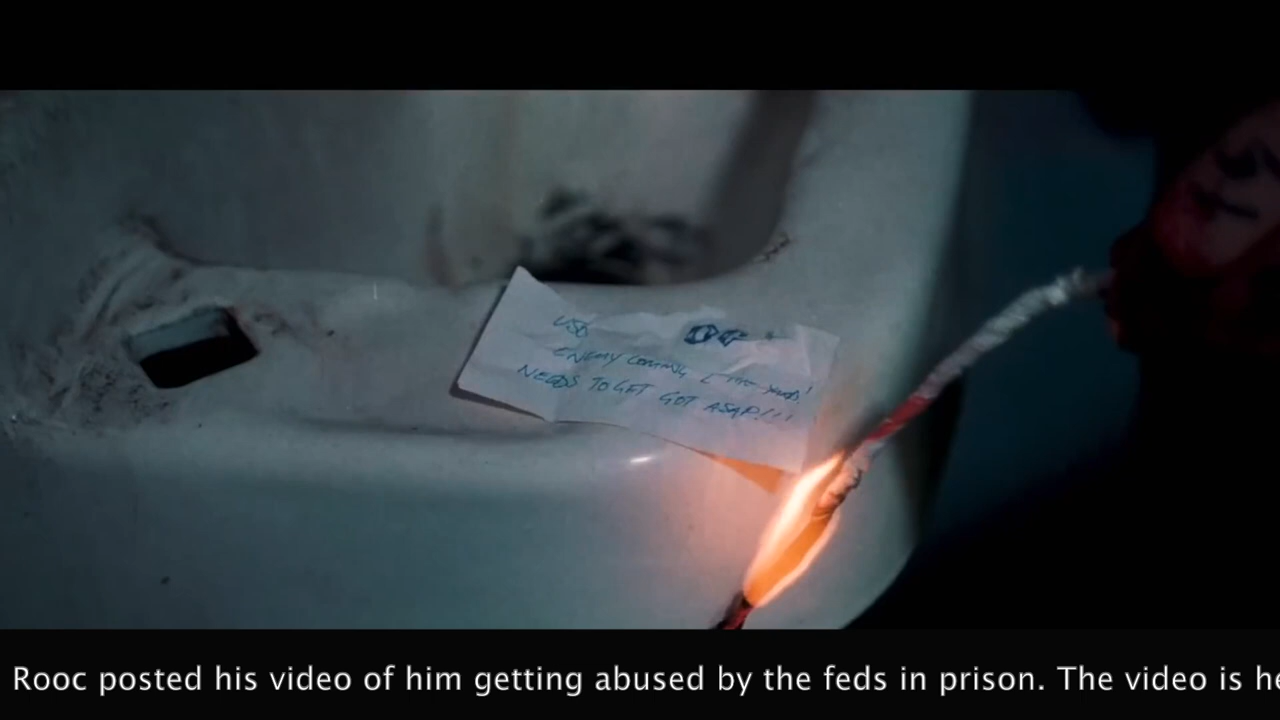 USO OG
ENEMY COMING
NEEDS TO GET GOT ASAP!!!
Rooc posted his video of him getting abused by the feds in prison. The video is he